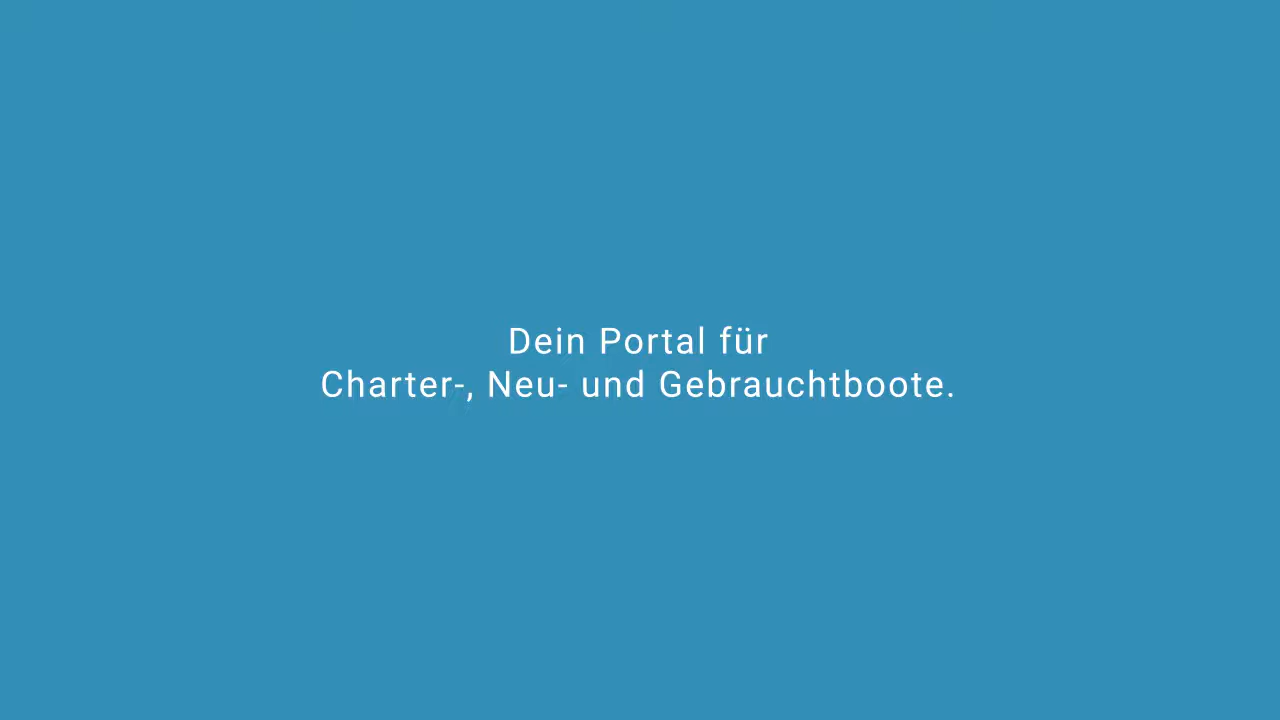 Dein Portal für
Charter-, Neu- und Gebrauchtboote.